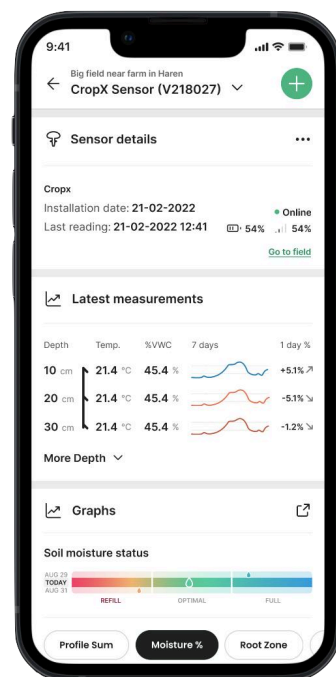 9:41
Big field near farm in Haren
CropX Sensor (V218027)
Sensor details
Cropx
Installation date: 21-02-2022
Online
Last reading: 21-02-2022 12:41 54% 54%
Go to field
Latest measurements
Depth Temp. %VWC 7 days 1 day %
10 cm 21.4 °C 45.4 % +5.1%
20 cm 21.4 °C 45.4 % -5.1%
30 cm 21.4 °C 45.4 % -1.2%
More Depth
Graphs
Soil moisture status
AUG 29
TODAY
AUG 31
REFILL OPTIMAL FULL
Profile Sum Moisture % Root Zone